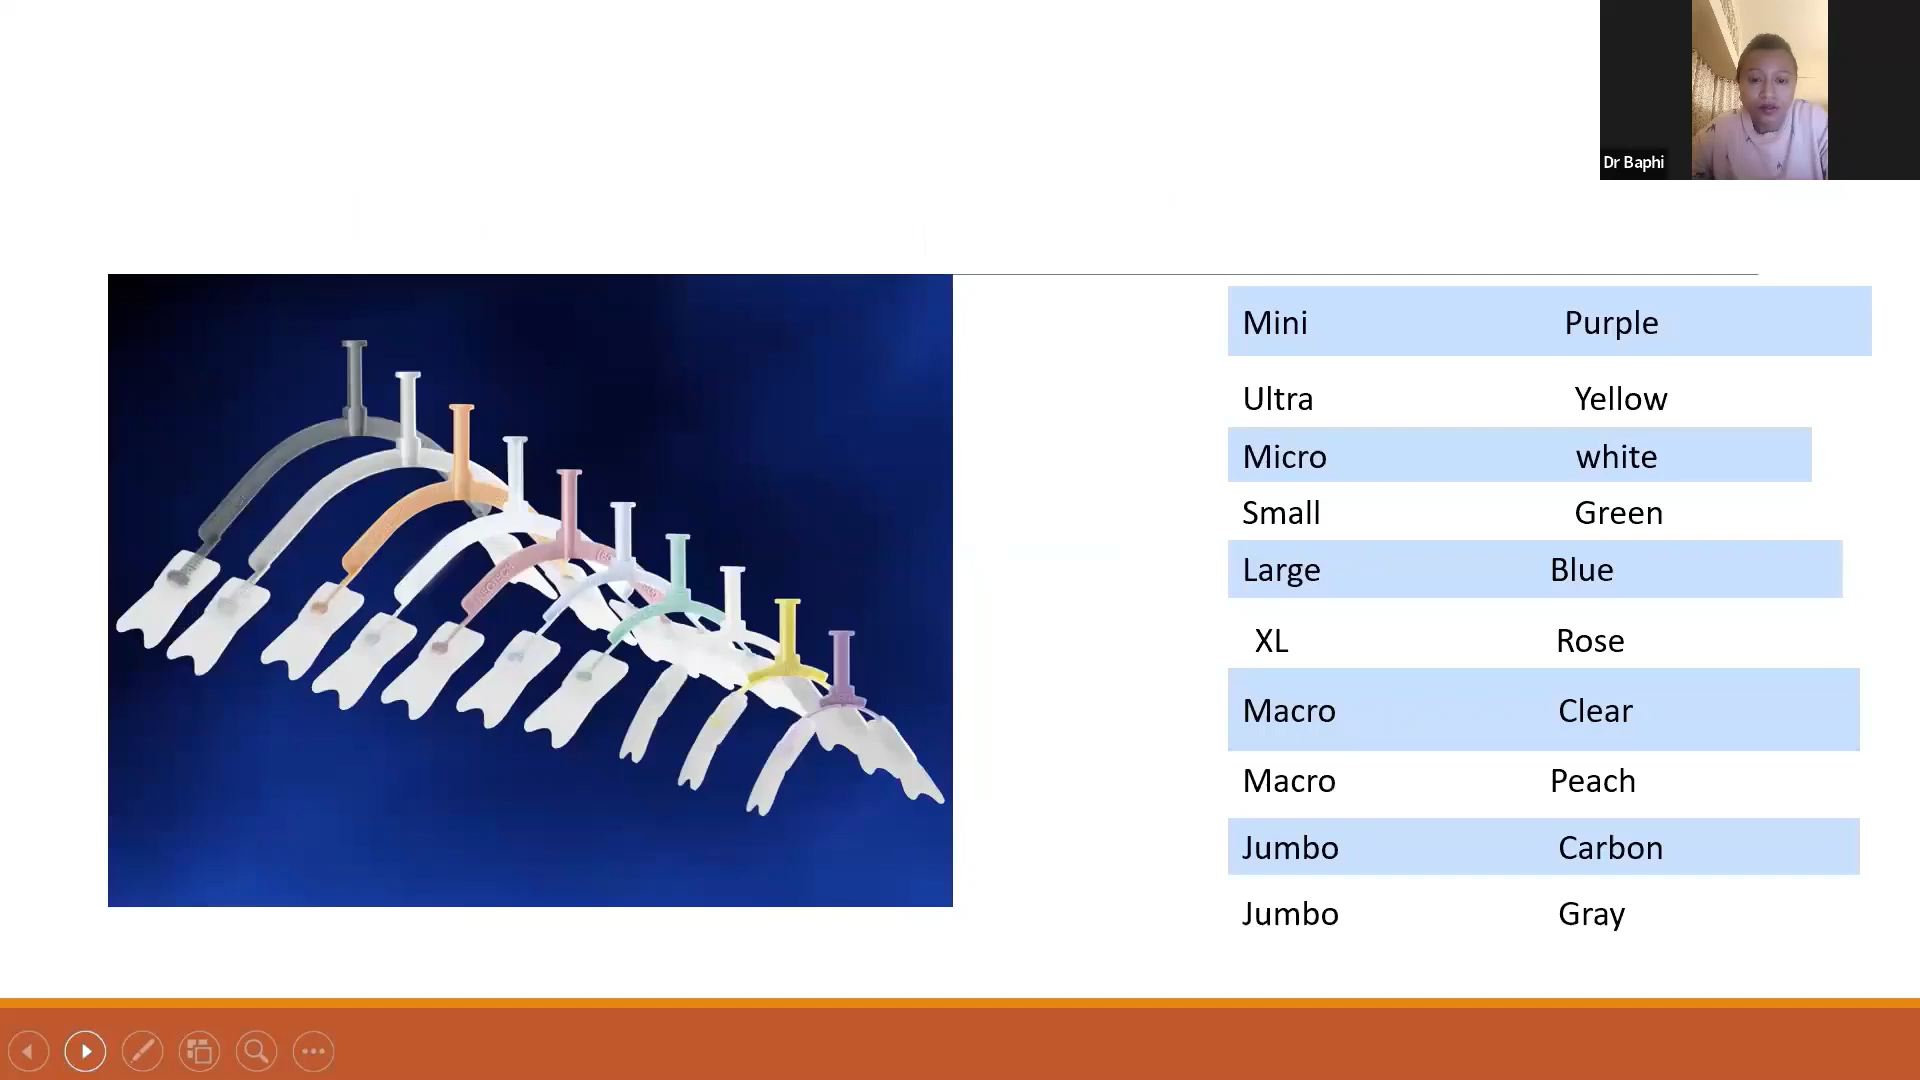 Dr Baphi
Mini Purple
Ultra Yellow
Micro white
Small Green
Large Blue
XL Rose
Macro Clear
Macro Peach
Jumbo Carbon
Jumbo Gray